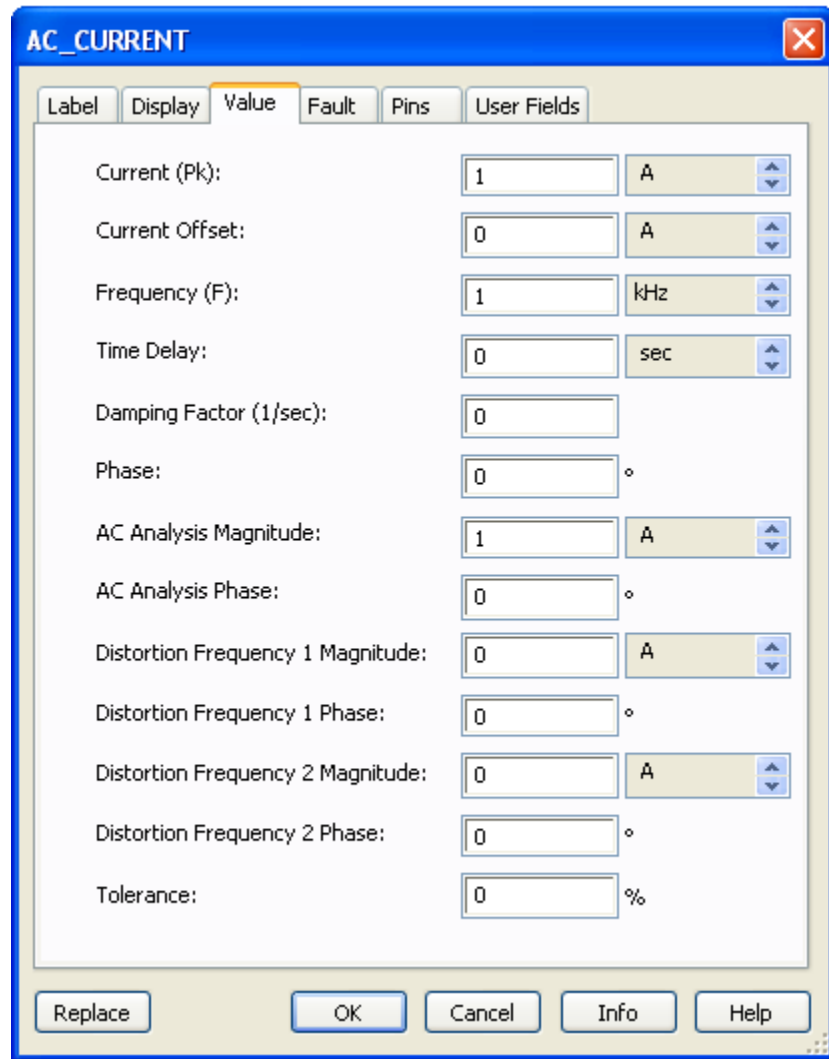 AC_CURRENT
Label Display Value Fault Pins User Fields
Current (Pk): 1 A
Current Offset: 0 A
Frequency (F): 1 kHz
Time Delay: 0 sec
Damping Factor (1/sec): 0
Phase: 0 °
AC Analysis Magnitude: 1 A
AC Analysis Phase: 0 °
Distortion Frequency 1 Magnitude: 0 A
Distortion Frequency 1 Phase: 0 °
Distortion Frequency 2 Magnitude: 0 A
Distortion Frequency 2 Phase: 0 °
Tolerance: 0 %
Replace OK Cancel Info Help